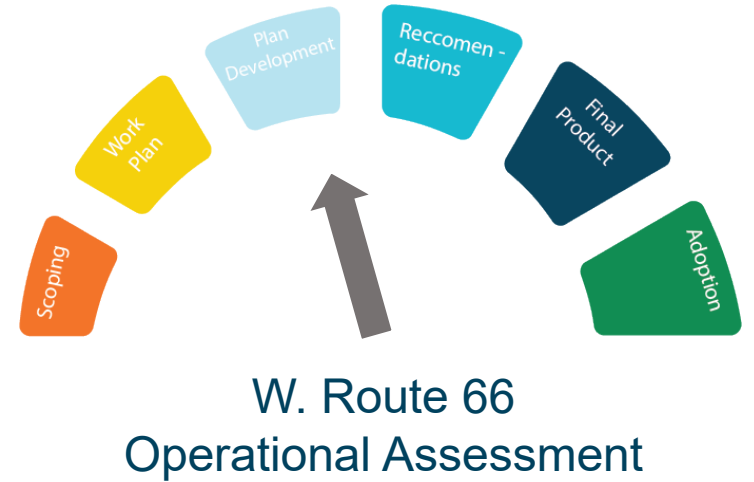 Scoping
Work
Plan
Plan
Development
Reccomen -
dations
Final
Product
Adoption
W. Route 66
Operational Assessment